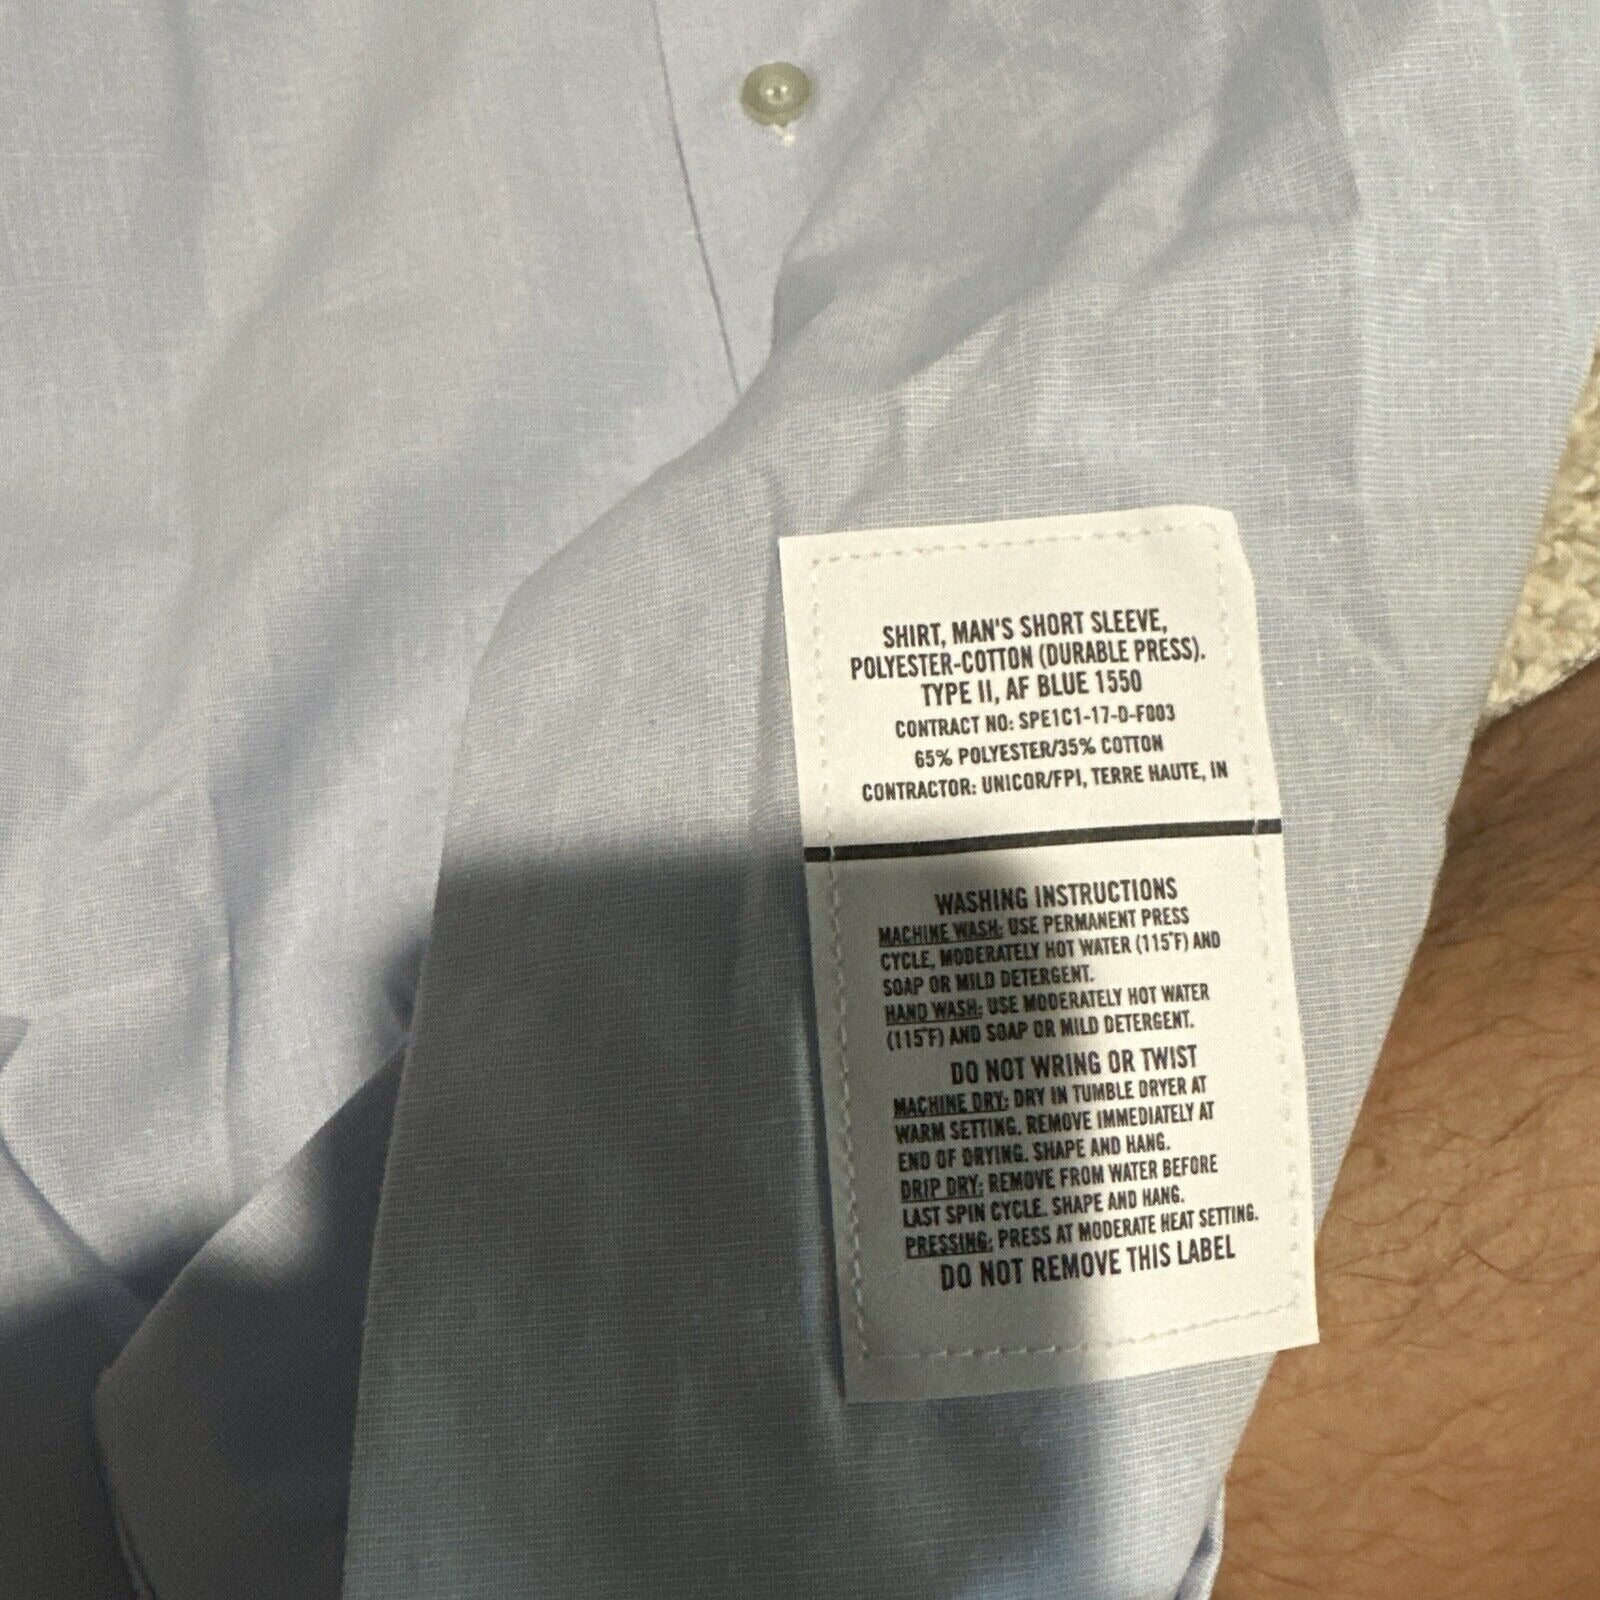 SHIRT, MAN'S SHORT SLEEVE,
POLYESTER-COTTON (DURABLE PRESS).
TYPE II, AF BLUE 1550
CONTRACT NO: SPE1C1-17-D-F003
65% POLYESTER/35% COTTON
CONTRACTOR: UNICOR/FPI, TERRE HAUTE, IN
WASHING INSTRUCTIONS
MACHINE WASH: USE PERMANENT PRESS
CYCLE, MODERATELY HOT WATER (115°F) AND
SOAP OR MILD DETERGENT.
HAND WASH: USE MODERATELY HOT WATER
(115°F) AND SOAP OR MILD DETERGENT.
DO NOT WRING OR TWIST
MACHINE DRY: DRY IN TUMBLE DRYER AT
WARM SETTING. REMOVE IMMEDIATELY AT
END OF DRYING. SHAPE AND HANG.
DRIP DRY: REMOVE FROM WATER BEFORE
LAST SPIN CYCLE. SHAPE AND HANG.
PRESSING: PRESS AT MODERATE HEAT SETTING.
DO NOT REMOVE THIS LABEL